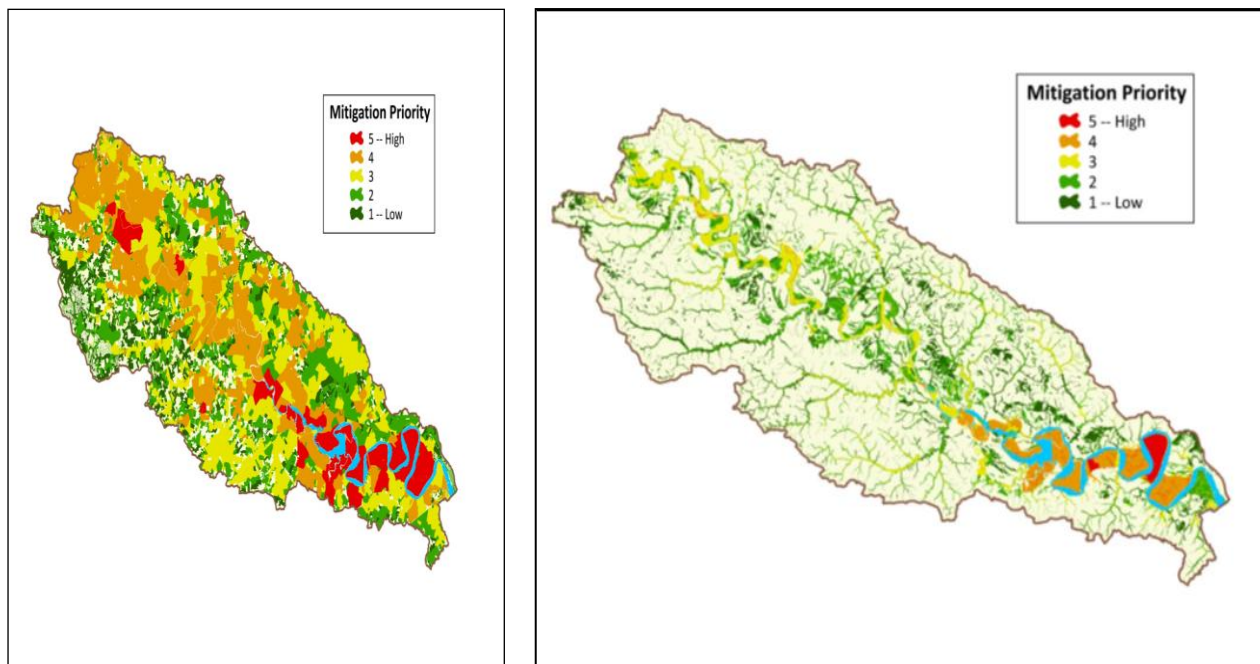 Mitigation Priority
5 -- High
4
3
2
1 -- Low
Mitigation Priority
5 -- High
4
3
2
1 -- Low